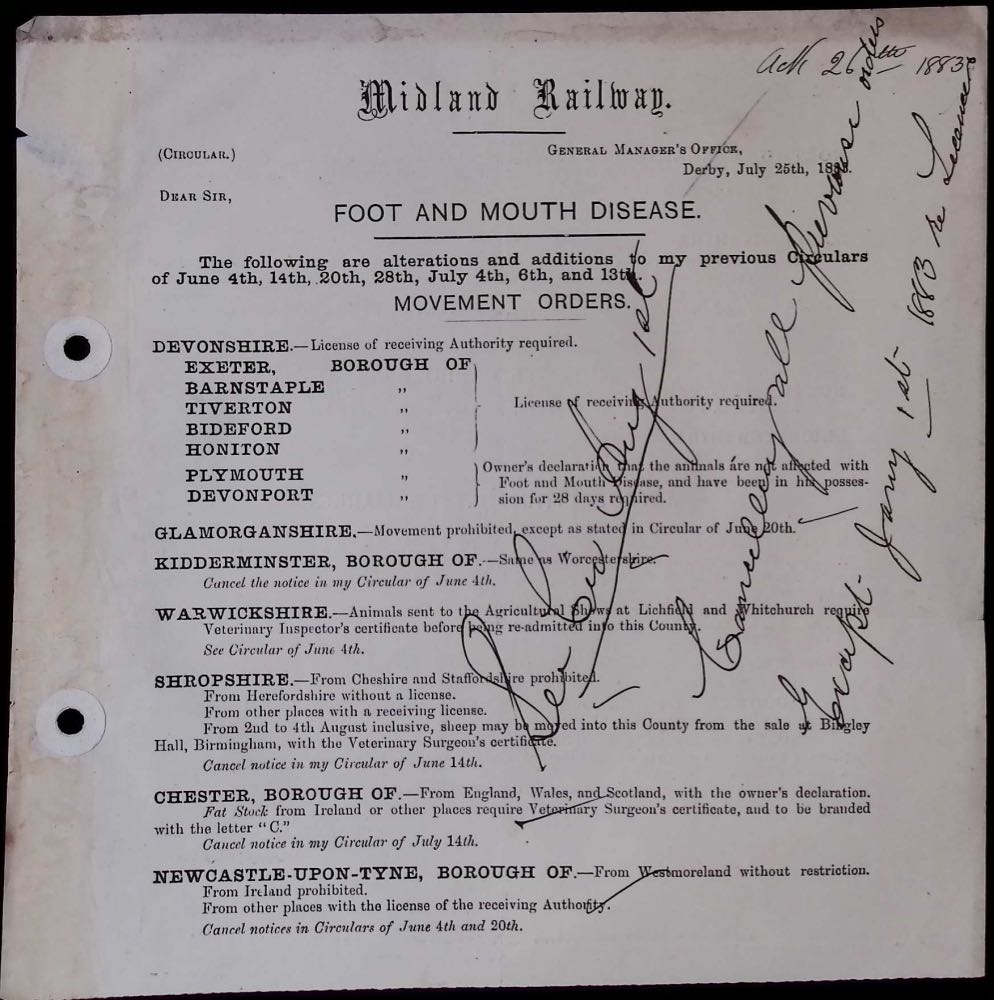 Ack 26th 1883
Midland Railway.
(CIRCULAR.)
GENERAL MANAGER'S OFFICE,
Derby, July 25th, 1883.
DEAR SIR,
FOOT AND MOUTH DISEASE.
The following are alterations and additions to my previous Circulars
of June 4th, 14th, 20th, 28th, July 4th, 6th, and 13th.
MOVEMENT ORDERS.
DEVONSHIRE.—License of receiving Authority required.
EXETER, BOROUGH OF
BARNSTAPLE „
TIVERTON „ License of receiving Authority required.
BIDEFORD „
HONITON „
PLYMOUTH „
DEVONPORT „
Owner's declaration that the animals are not affected with
Foot and Mouth Disease, and have been in his posses-
sion for 28 days required.
GLAMORGANSHIRE.—Movement prohibited, except as stated in Circular of June 20th.
KIDDERMINSTER, BOROUGH OF.—Same as Worcestershire.
Cancel the notice in my Circular of June 4th.
WARWICKSHIRE.—Animals sent to the Agricultural Shows at Lichfield and Whitchurch require
Veterinary Inspector's certificate before being re-admitted into this County.
See Circular of June 4th.
SHROPSHIRE.—From Cheshire and Staffordshire prohibited.
From Herefordshire without a license.
From other places with a receiving license.
From 2nd to 4th August inclusive, sheep may be moved into this County from the sale at Bingley
Hall, Birmingham, with the Veterinary Surgeon's certificate.
Cancel notice in my Circular of June 14th.
CHESTER, BOROUGH OF.—From England, Wales, and Scotland, with the owner's declaration.
Fat Stock from Ireland or other places require Veterinary Surgeon's certificate, and to be branded
with the letter "C."
Cancel notice in my Circular of July 14th.
NEWCASTLE-UPON-TYNE, BOROUGH OF.—From Westmoreland without restriction.
From Ireland prohibited.
From other places with the license of the receiving Authority.
Cancel notices in Circulars of June 4th and 20th.
See Cir Aug 1st
Cancelling all previous orders
Except Jany 1st 1883 re Licences